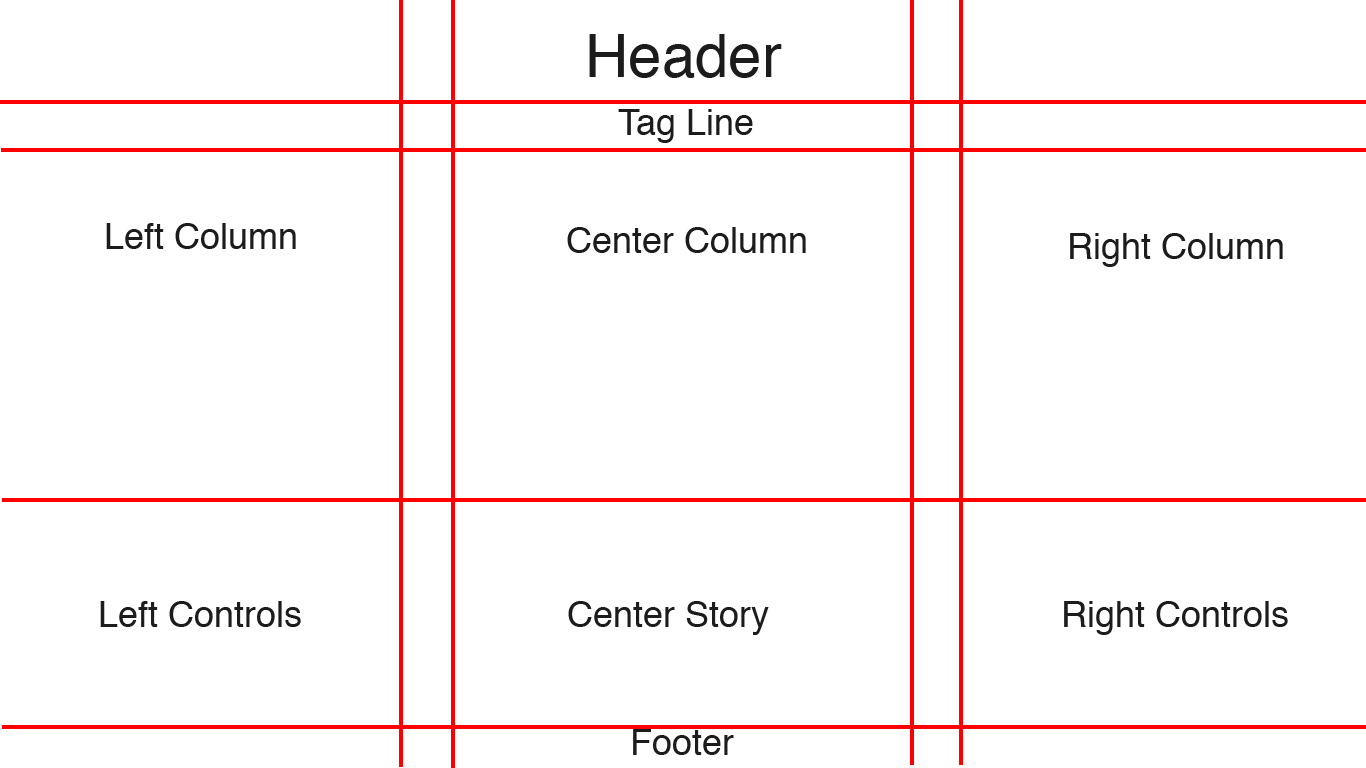 Header
Tag Line
Left Column
Center Column
Right Column
Left Controls
Center Story
Right Controls
Footer